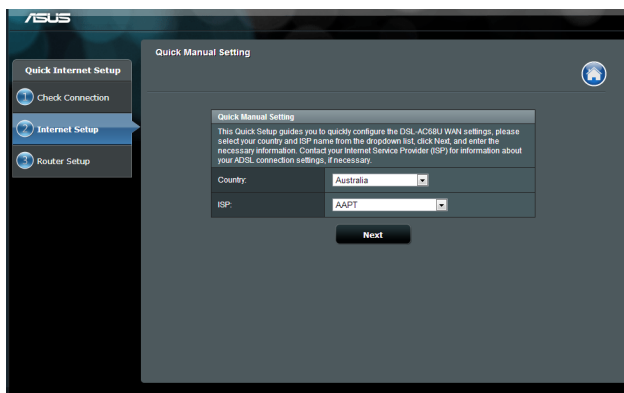 ASUS
Quick Internet Setup
1 Check Connection
2 Internet Setup
3 Router Setup
Quick Manual Setting
Quick Manual Setting
This Quick Setup guides you to quickly configure the DSL-AC68U WAN settings, please
select your country and ISP name from the dropdown list, click Next, and enter the
necessary information. Contact your Internet Service Provider (ISP) for information about
your ADSL connection settings, if necessary.
Country: Australia
ISP: AAPT
Next